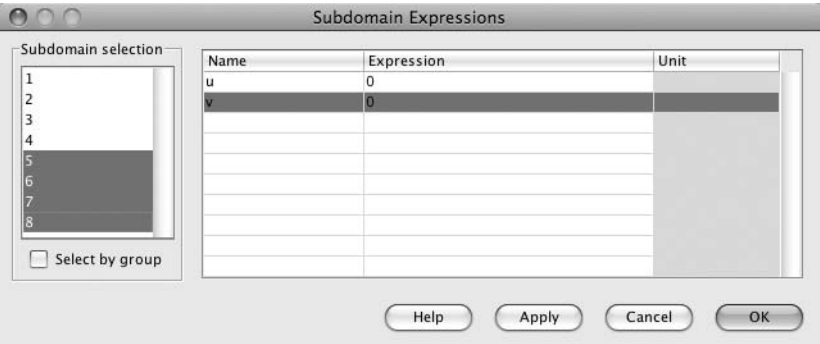 Subdomain Expressions
Subdomain selection
1
2
3
4
5
6
7
8
Select by group
Name Expression Unit
u 0
v 0
Help Apply Cancel OK